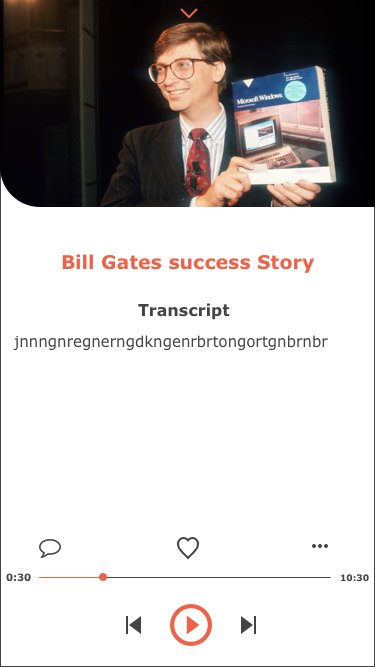 Microsoft Windows
Bill Gates success Story
Transcript
jnnngnregnerngdkngenrbrtongortgnbrnbr
0:30
10:30